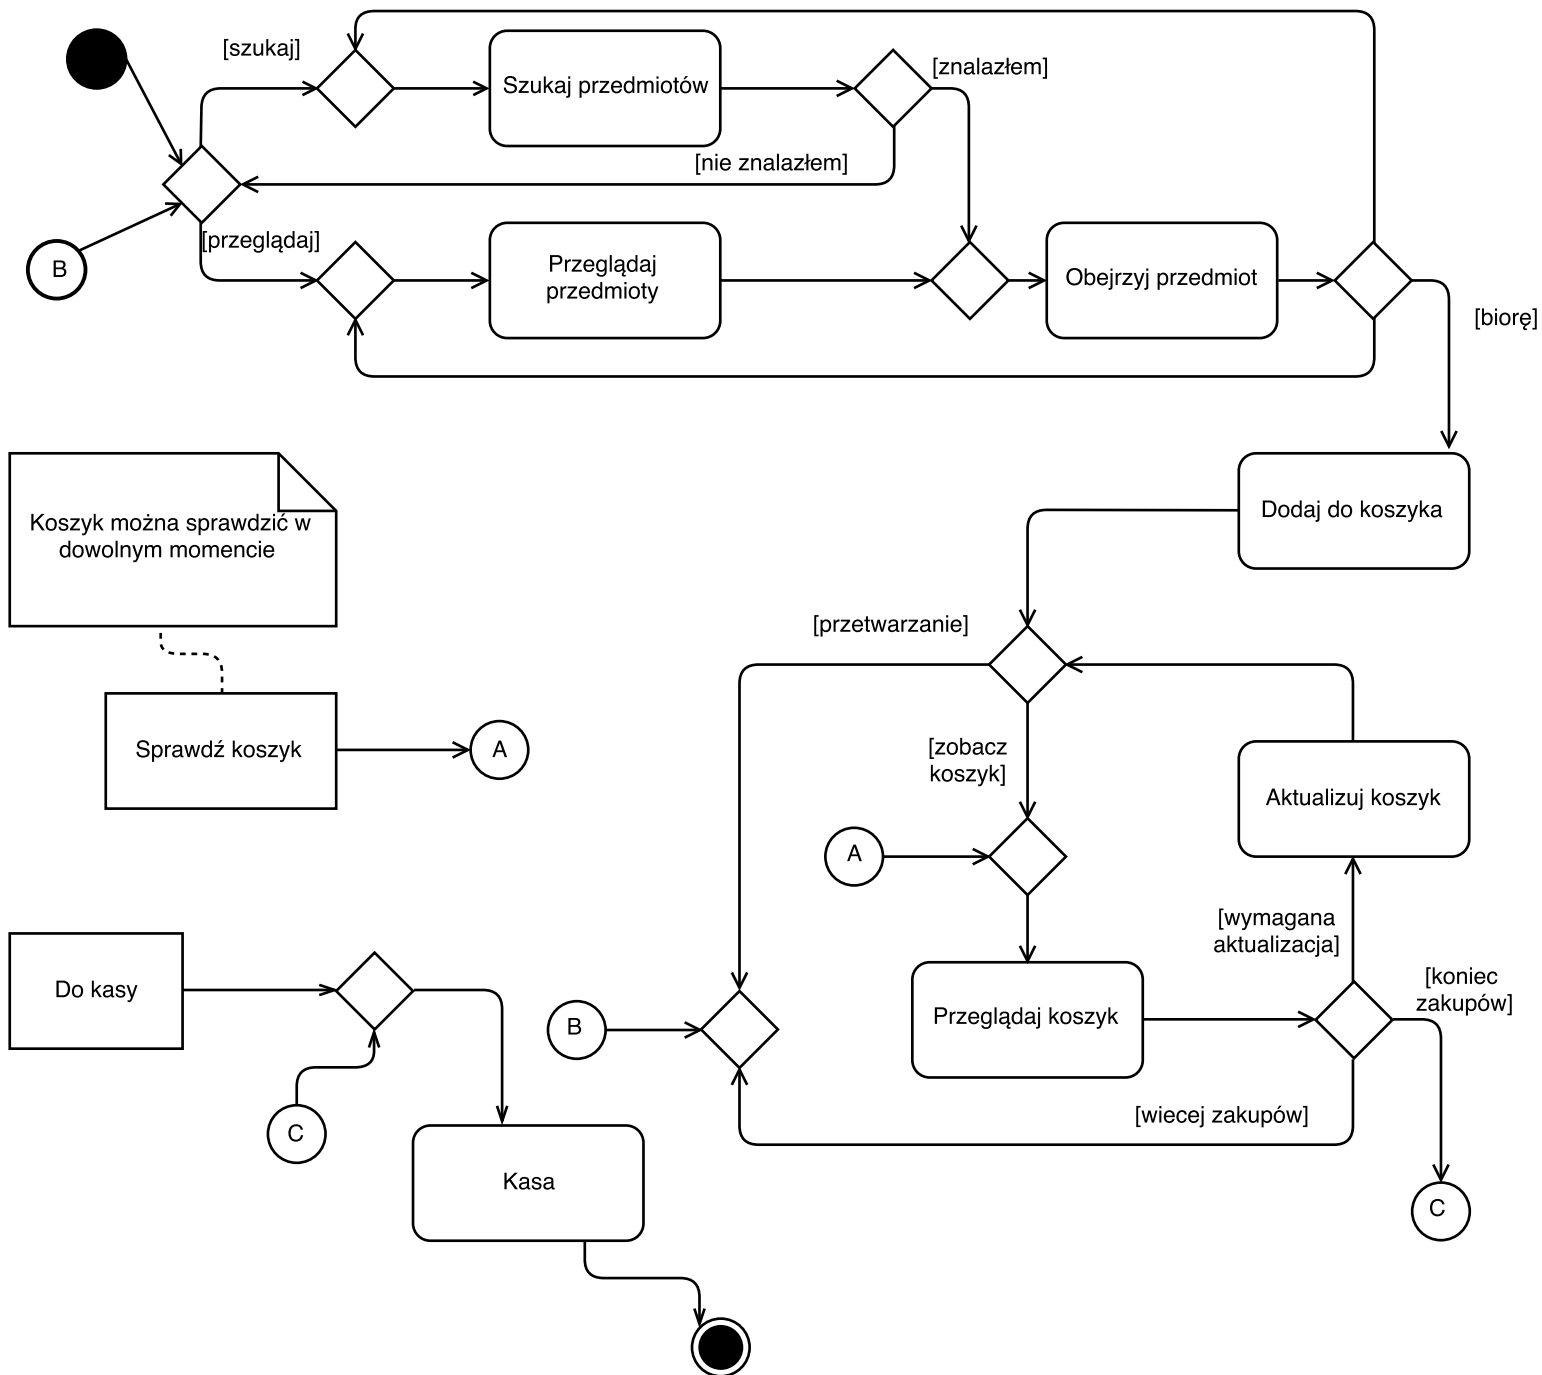 [szukaj]
Szukaj przedmiotów
[znalazłem]
[nie znalazłem]
B
[przeglądaj]
Przeglądaj
przedmioty
Obejrzyj przedmiot
[biorę]
Koszyk można sprawdzić w
dowolnym momencie
Dodaj do koszyka
[przetwarzanie]
Sprawdź koszyk
A
[zobacz
koszyk]
Aktualizuj koszyk
A
[wymagana
aktualizacja]
Do kasy
[koniec
zakupów]
B
Przeglądaj koszyk
C
[wiecej zakupów]
Kasa
C